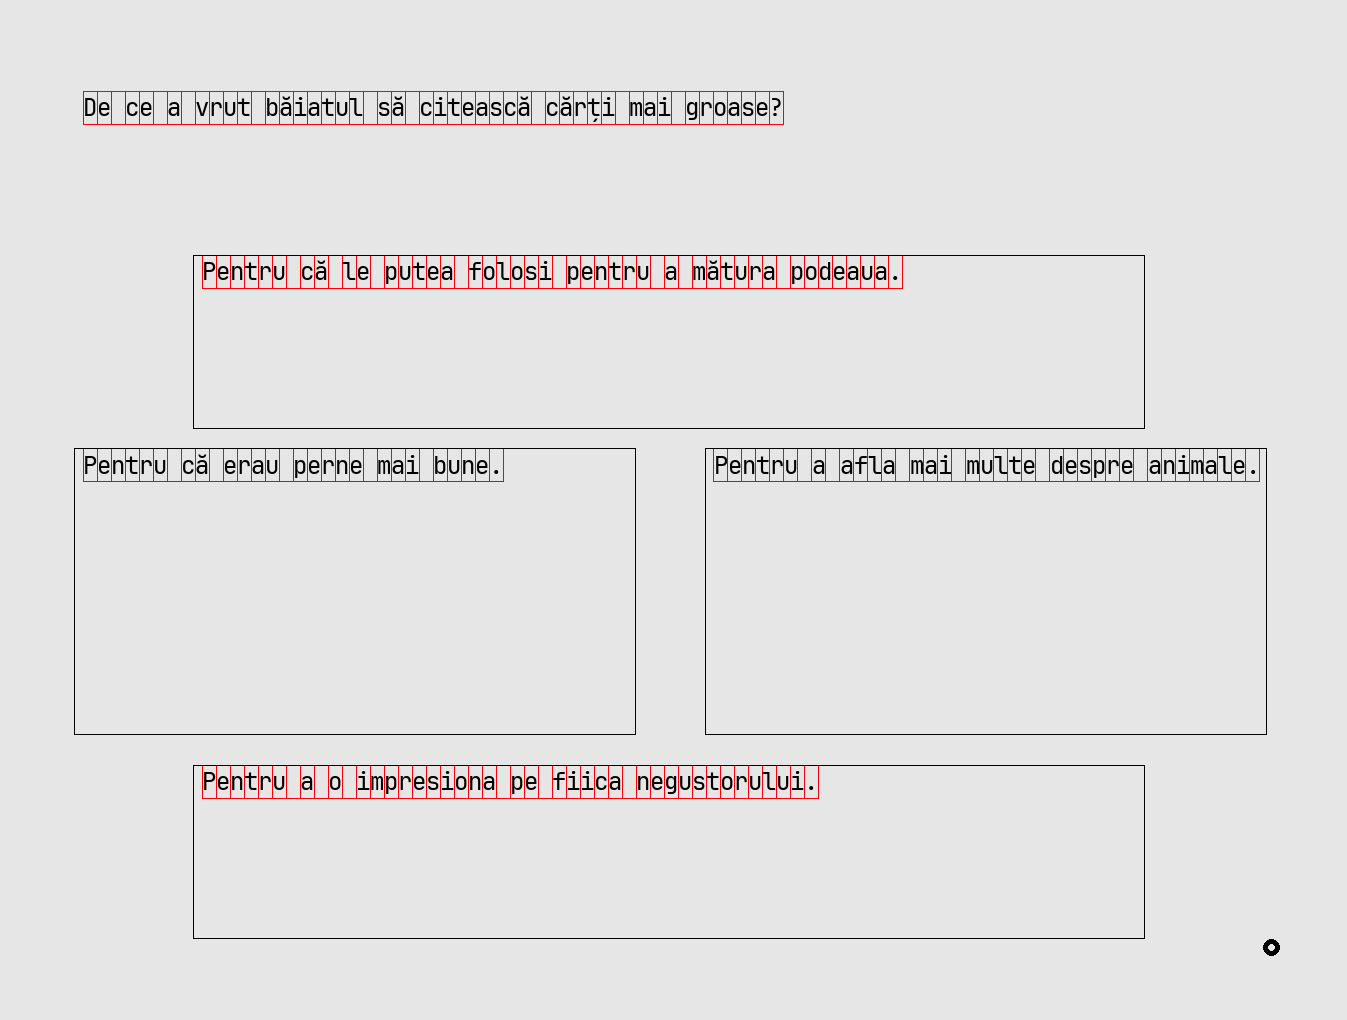 De ce a vrut băiatul să citească cărți mai groase?
Pentru că le putea folosi pentru a mătura podeaua.
Pentru că erau perne mai bune.
Pentru a afla mai multe despre animale.
Pentru a o impresiona pe fiica negustorului.